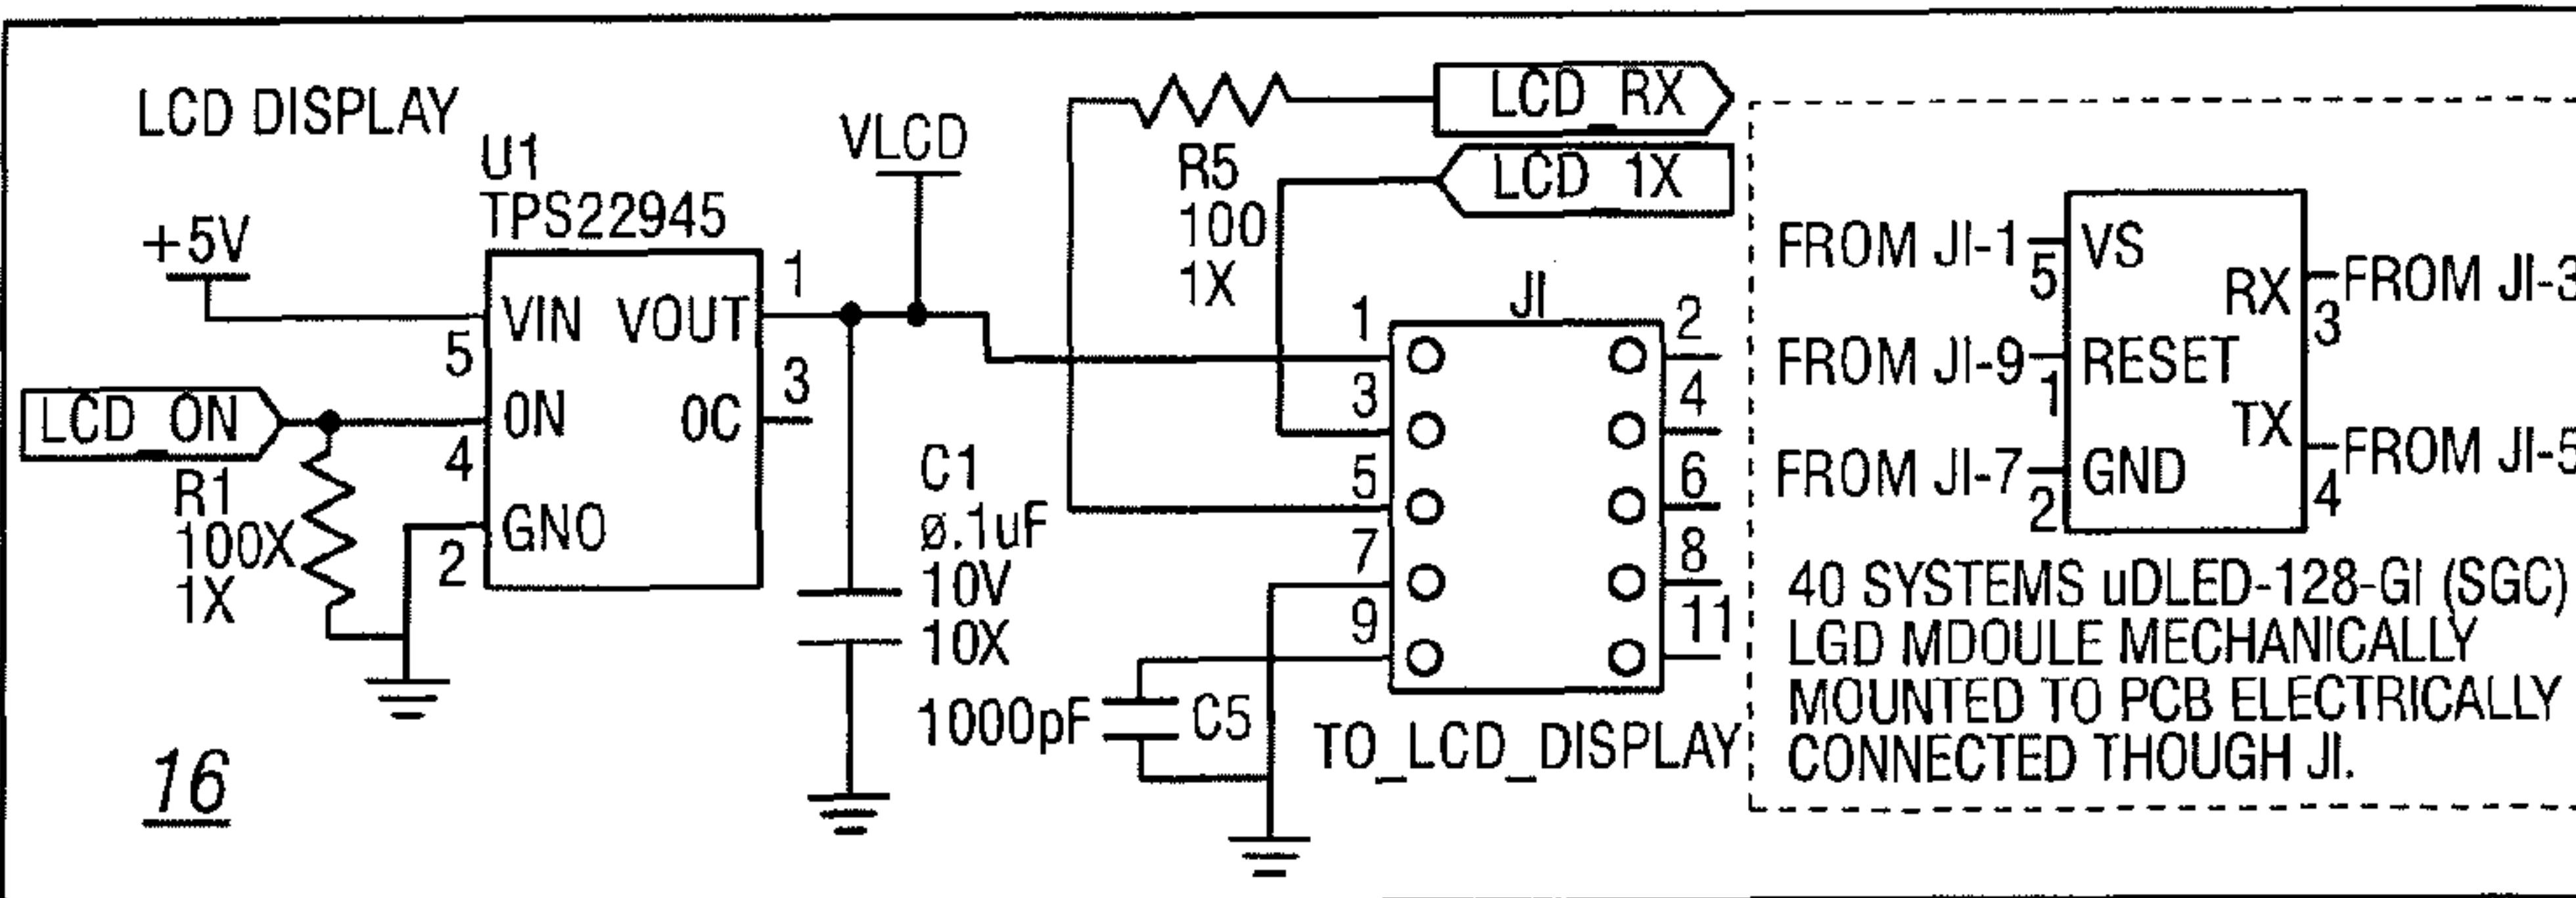 LCD DISPLAY
U1
TPS22945
+5V
VIN
VOUT
1
5
LCD_ON
ON
OC
3
4
R1
100X
1X
GNO
2
VLCD
C1
ø.1uF
10V
10X
16
LCD_RX
R5
100
1X
LCD 1X
JI
1
2
3
4
5
6
7
8
9
11
1000pF
C5
TO_LCD_DISPLAY
FROM JI-1
5
VS
RX
FROM JI-3
3
FROM JI-9
1
RESET
TX
FROM JI-5
4
FROM JI-7
2
GND
40 SYSTEMS uDLED-128-GI (SGC)
LGD MDOULE MECHANICALLY
MOUNTED TO PCB ELECTRICALLY
CONNECTED THOUGH JI.